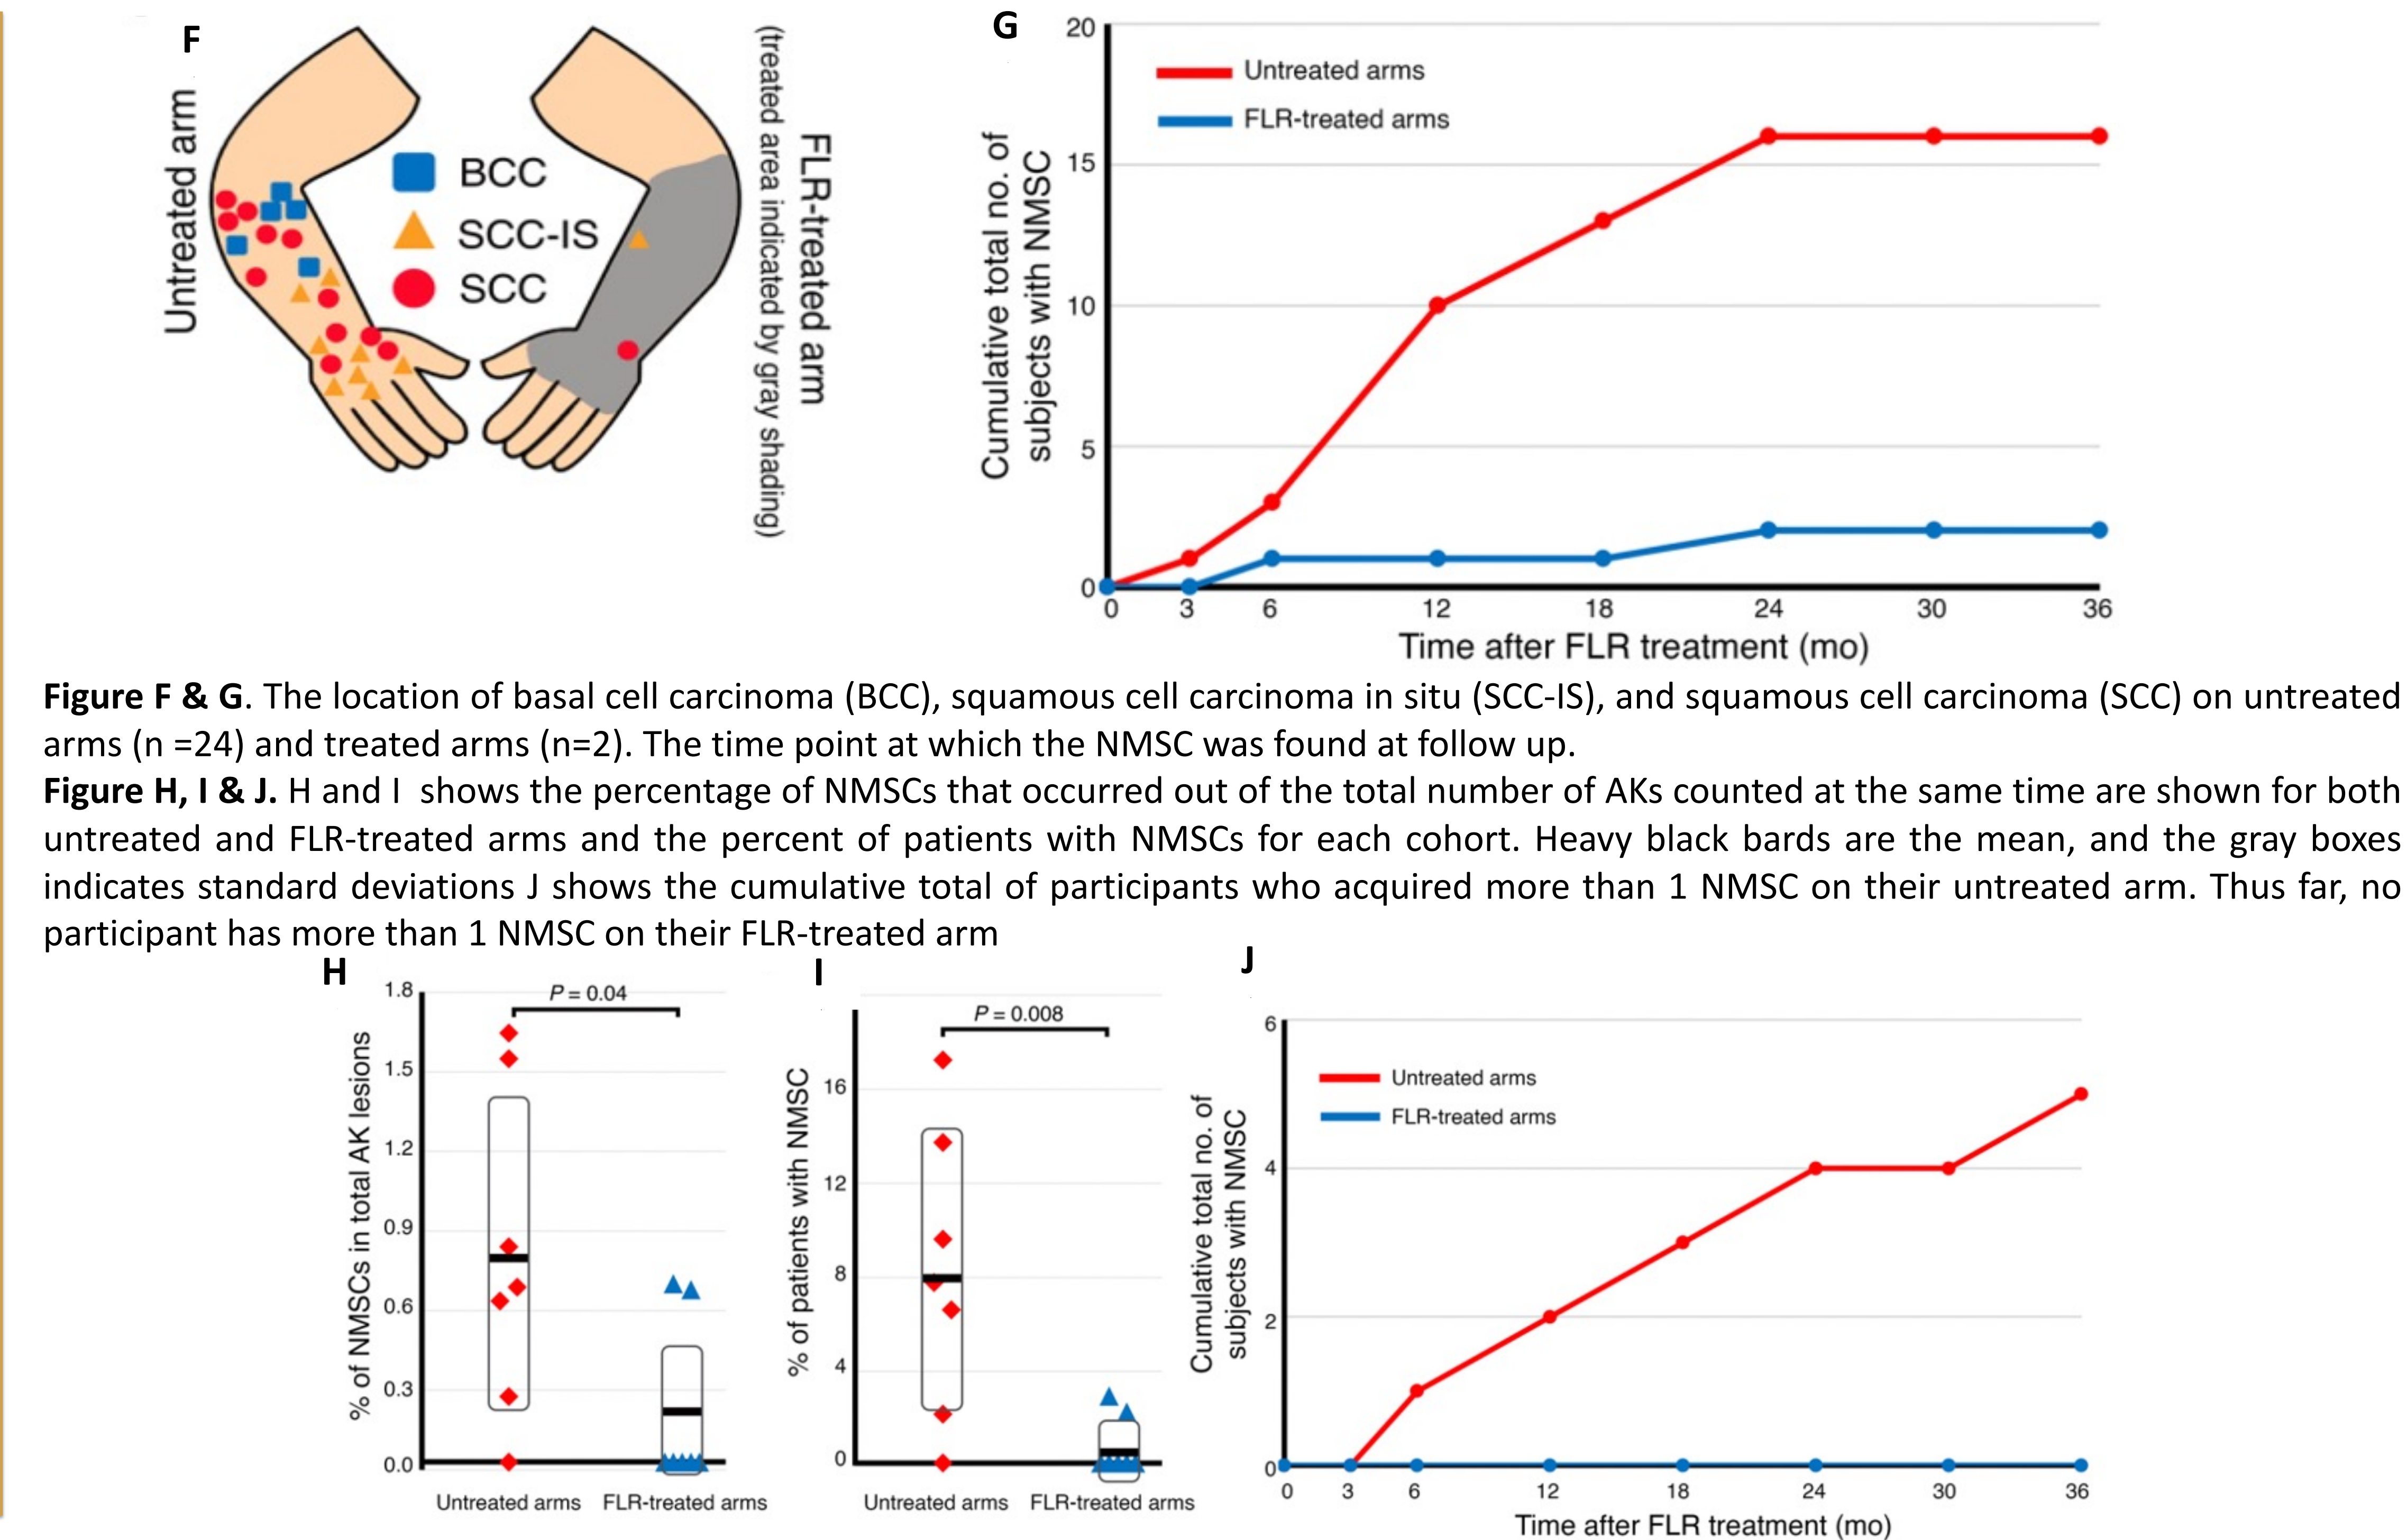 F
Untreated arm
BCC
SCC-IS
SCC
FLR-treated arm
(treated area indicated by gray shading)
G
Cumulative total no. of
subjects with NMSC
20
15
10
5
0
Untreated arms
FLR-treated arms
0 3 6 12 18 24 30 36
Time after FLR treatment (mo)
Figure F & G. The location of basal cell carcinoma (BCC), squamous cell carcinoma in situ (SCC-IS), and squamous cell carcinoma (SCC) on untreated
arms (n =24) and treated arms (n=2). The time point at which the NMSC was found at follow up.
Figure H, I & J. H and I shows the percentage of NMSCs that occurred out of the total number of AKs counted at the same time are shown for both
untreated and FLR-treated arms and the percent of patients with NMSCs for each cohort. Heavy black bards are the mean, and the gray boxes
indicates standard deviations J shows the cumulative total of participants who acquired more than 1 NMSC on their untreated arm. Thus far, no
participant has more than 1 NMSC on their FLR-treated arm
H
% of NMSCs in total AK lesions
1.8
1.5
1.2
0.9
0.6
0.3
0.0
P = 0.04
Untreated arms FLR-treated arms
I
% of patients with NMSC
16
12
8
4
0
P = 0.008
Untreated arms FLR-treated arms
J
Cumulative total no. of
subjects with NMSC
6
4
2
0
Untreated arms
FLR-treated arms
0 3 6 12 18 24 30 36
Time after FLR treatment (mo)